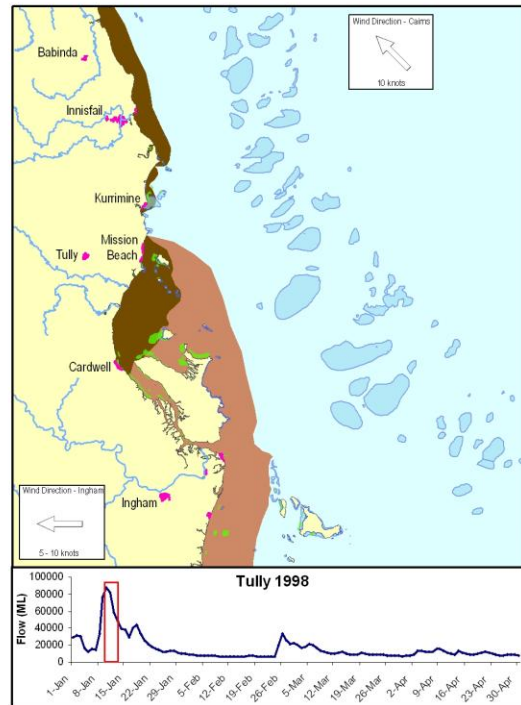 Wind Direction - Cairns
10 knots
Babinda
Innisfail
Kurrimine
Mission
Beach
Tully
Cardwell
Ingham
Wind Direction - Ingham
5 - 10 knots
Tully 1998
Flow (ML)
100000
80000
60000
40000
20000
0
1-Jan
8-Jan
15-Jan
22-Jan
29-Jan
5-Feb
12-Feb
19-Feb
26-Feb
5-Mar
12-Mar
19-Mar
26-Mar
2-Apr
9-Apr
16-Apr
23-Apr
30-Apr